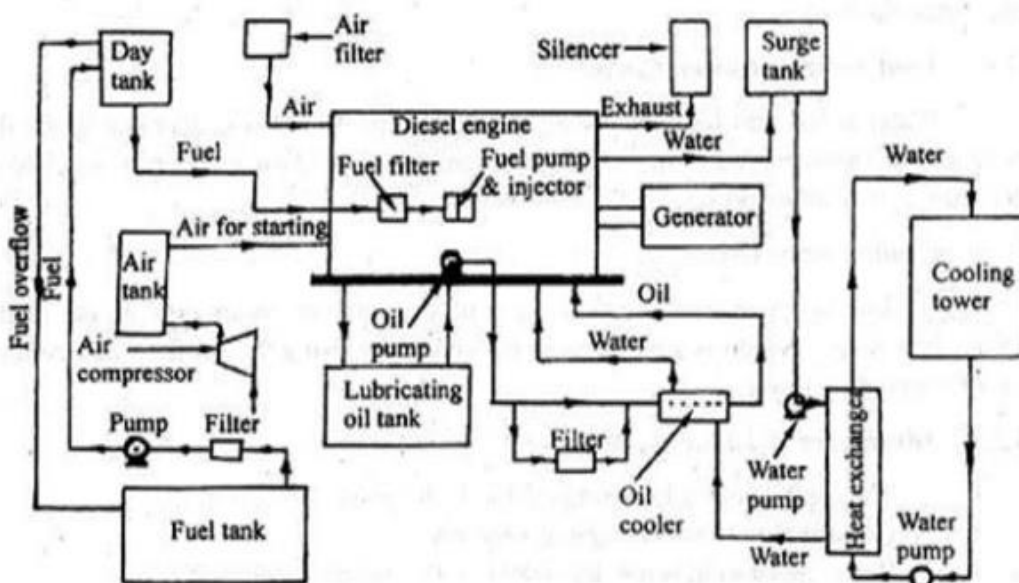 Day
tank
Air
filter
Silencer
Surge
tank
Air
Exhaust
Diesel engine
Water
Fuel
Fuel filter
Fuel pump
& injector
Water
Generator
Air for starting
Fuel overflow
Fuel
Air
tank
Cooling
tower
Oil
Oil
pump
Water
Air
compressor
Lubricating
oil tank
Pump
Filter
Filter
Oil
cooler
Water
pump
Heat exchanger
Water
Water
pump
Fuel tank